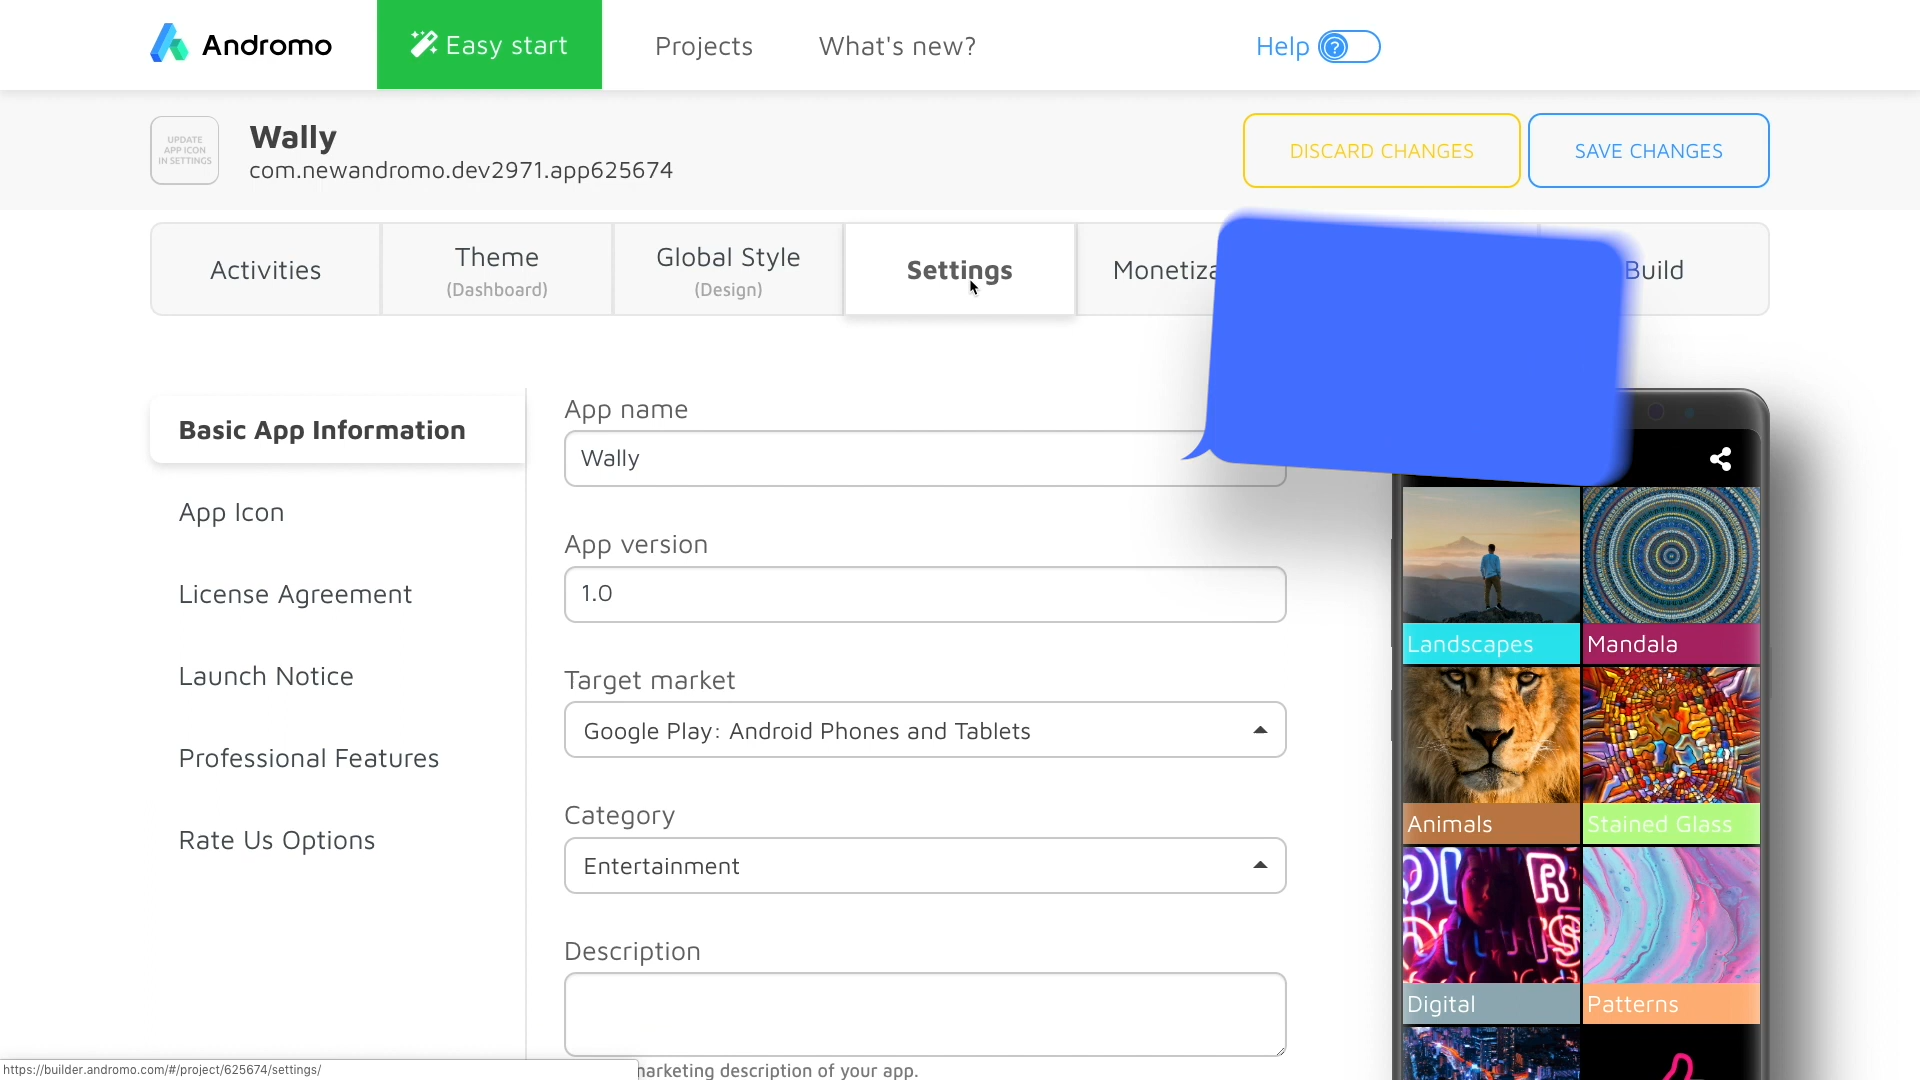 Andromo
Easy start
Projects
What's new?
Help
UPDATE
APP ICON
IN SETTINGS
Wally
com.newandromo.dev2971.app625674
DISCARD CHANGES
SAVE CHANGES
Activities
Theme
(Dashboard)
Global Style
(Design)
Settings
Monetiza
Build
Basic App Information
App Icon
License Agreement
Launch Notice
Professional Features
Rate Us Options
App name
Wally
App version
1.0
Target market
Google Play: Android Phones and Tablets
Category
Entertainment
Description
marketing description of your app.
Landscapes
Mandala
Animals
Stained Glass
Digital
Patterns
https://builder.andromo.com/#/project/625674/settings/